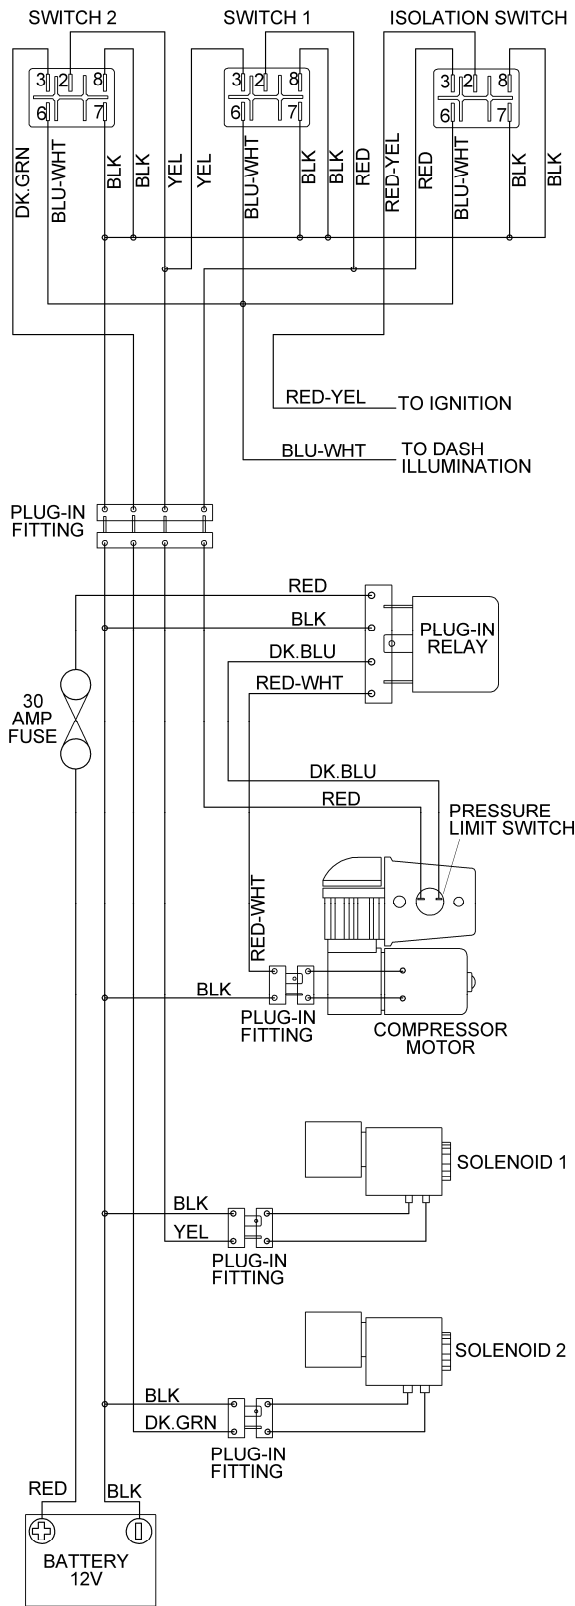 SWITCH 2
SWITCH 1
ISOLATION SWITCH
3 2 8
6 7
3 2 8
6 7
3 2 8
6 7
DK.GRN
BLU-WHT
BLK
BLK
YEL
YEL
BLU-WHT
BLK
BLK
RED
RED-YEL
RED
BLU-WHT
BLK
BLK
RED-YEL
TO IGNITION
BLU-WHT
TO DASH
ILLUMINATION
PLUG-IN
FITTING
RED
BLK
DK.BLU
RED-WHT
PLUG-IN
RELAY
30
AMP
FUSE
DK.BLU
RED
PRESSURE
LIMIT SWITCH
RED-WHT
BLK
PLUG-IN
FITTING
COMPRESSOR
MOTOR
SOLENOID 1
BLK
YEL
PLUG-IN
FITTING
SOLENOID 2
BLK
DK.GRN
PLUG-IN
FITTING
RED
BLK
BATTERY
12V